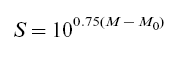 S = 10^{0.75(M − M_0)}